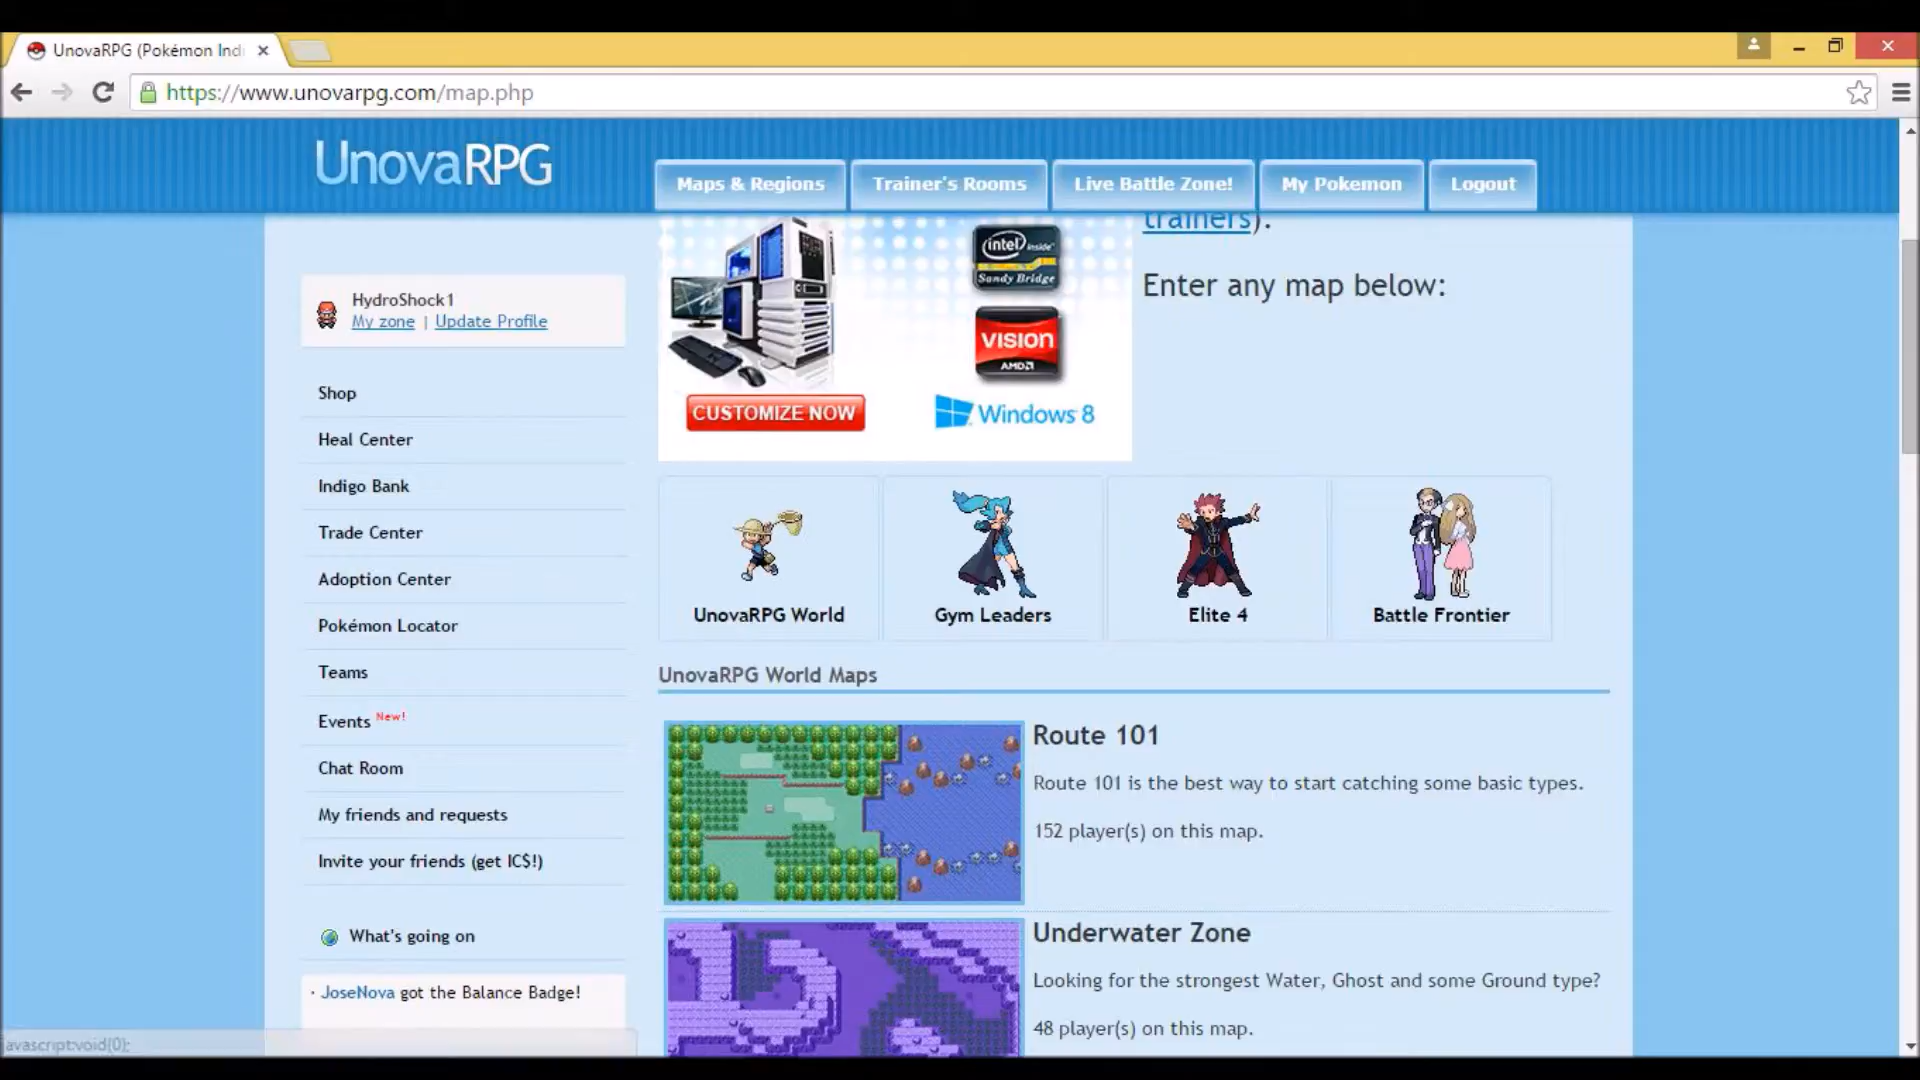 UnovaRPG (Pokémon Indi
https://www.unovarpg.com/map.php
UnovaRPG
Maps & Regions
Trainer's Rooms
Live Battle Zone!
My Pokemon
Logout
trainers).
Enter any map below:
HydroShock1
My zone | Update Profile
intel inside
Sandy Bridge
VISION
AMD
CUSTOMIZE NOW
Windows 8
Shop
Heal Center
Indigo Bank
Trade Center
Adoption Center
Pokémon Locator
Teams
Events New!
Chat Room
My friends and requests
Invite your friends (get IC$!)
What's going on
· JoseNova got the Balance Badge!
UnovaRPG World
Gym Leaders
Elite 4
Battle Frontier
UnovaRPG World Maps
Route 101
Route 101 is the best way to start catching some basic types.
152 player(s) on this map.
Underwater Zone
Looking for the strongest Water, Ghost and some Ground type?
48 player(s) on this map.
avascript:void(0);